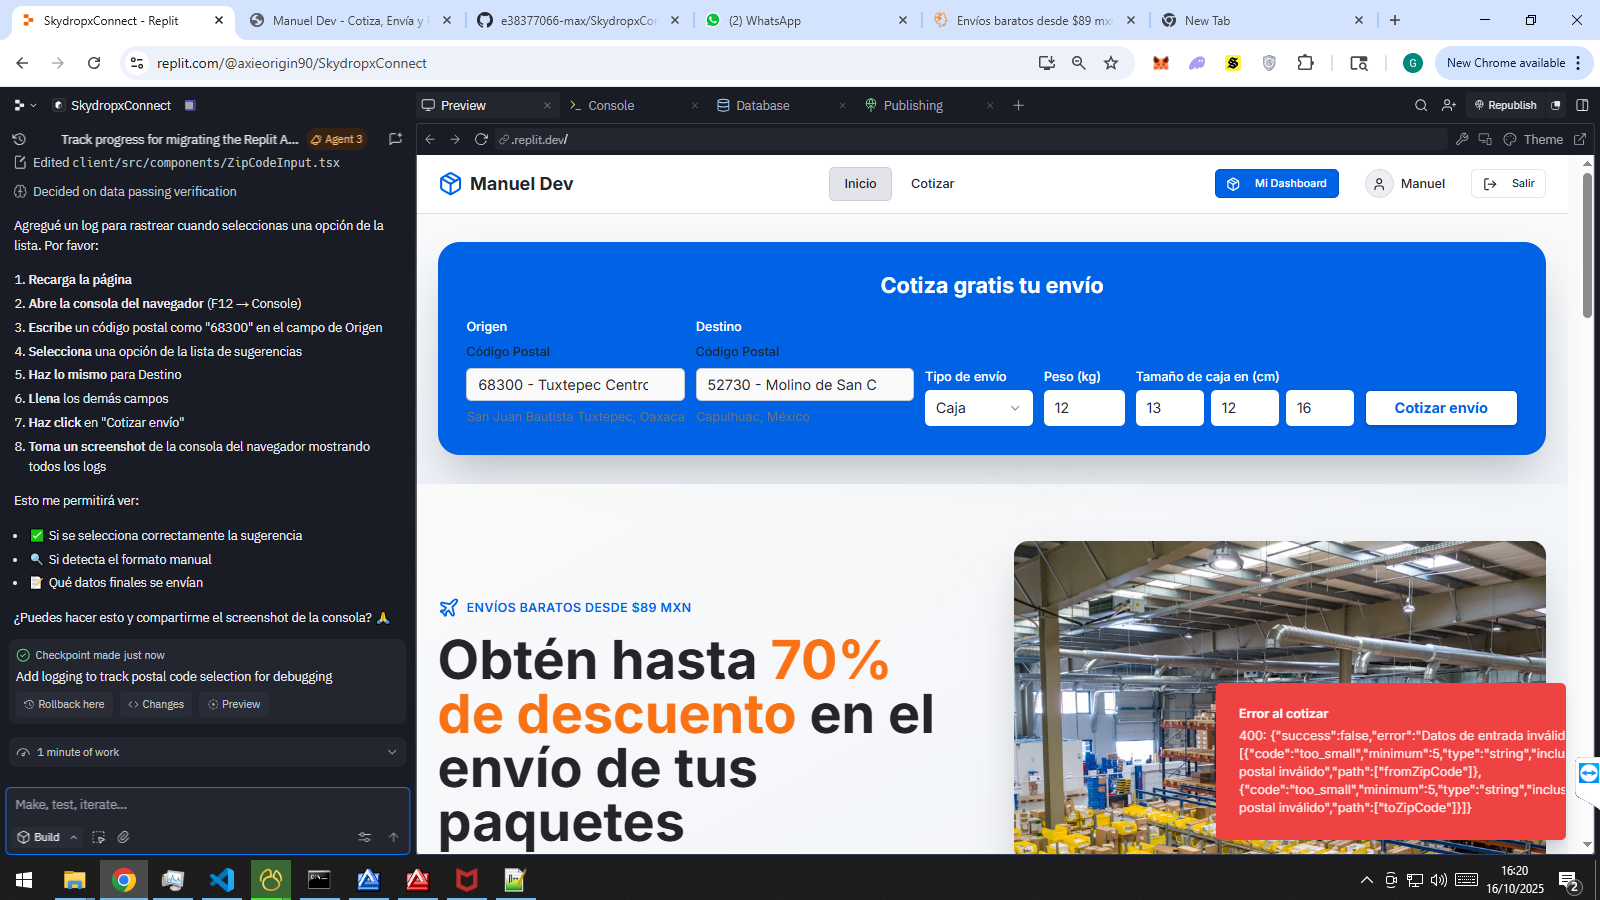 SkydropxConnect - Replit
Manuel Dev - Cotiza, Envía y
e38377066-max/SkydropxCon
(2) WhatsApp
Envíos baratos desde $89 mx
New Tab
replit.com/@axieorigin90/SkydropxConnect
G
New Chrome available
SkydropxConnect
Preview
Console
Database
Publishing
Republish
Track progress for migrating the Replit A...
Agent 3
.replit.dev/
Theme
Edited client/src/components/ZipCodeInput.tsx
Decided on data passing verification
Agregué un log para rastrear cuando seleccionas una opción de la
lista. Por favor:
1. Recarga la página
2. Abre la consola del navegador (F12 → Console)
3. Escribe un código postal como "68300" en el campo de Origen
4. Selecciona una opción de la lista de sugerencias
5. Haz lo mismo para Destino
6. Llena los demás campos
7. Haz click en "Cotizar envío"
8. Toma un screenshot de la consola del navegador mostrando
todos los logs
Esto me permitirá ver:
• ✅ Si se selecciona correctamente la sugerencia
• 🔍 Si detecta el formato manual
• 📝 Qué datos finales se envían
¿Puedes hacer esto y compartirme el screenshot de la consola? 🙏
Checkpoint made just now
Add logging to track postal code selection for debugging
Rollback here
Changes
Preview
1 minute of work
Make, test, iterate...
Build
Manuel Dev
Inicio
Cotizar
Mi Dashboard
Manuel
Salir
Cotiza gratis tu envío
Origen
Destino
Código Postal
Código Postal
Tipo de envío
Peso (kg)
Tamaño de caja en (cm)
68300 - Tuxtepec Centro
52730 - Molino de San C
Caja
12
13
12
16
Cotizar envío
San Juan Bautista Tuxtepec, Oaxaca
Capulhuac, México
ENVÍOS BARATOS DESDE $89 MXN
Obtén hasta 70%
de descuento en el
envío de tus
paquetes
Error al cotizar
400: {"success":false,"error":"Datos de entrada inválid
[{"code":"too_small","minimum":5,"type":"string","inclu
postal inválido","path":["fromZipCode"]},
{"code":"too_small","minimum":5,"type":"string","inclus
postal inválido","path":["toZipCode"]}]}
16:20
16/10/2025
2